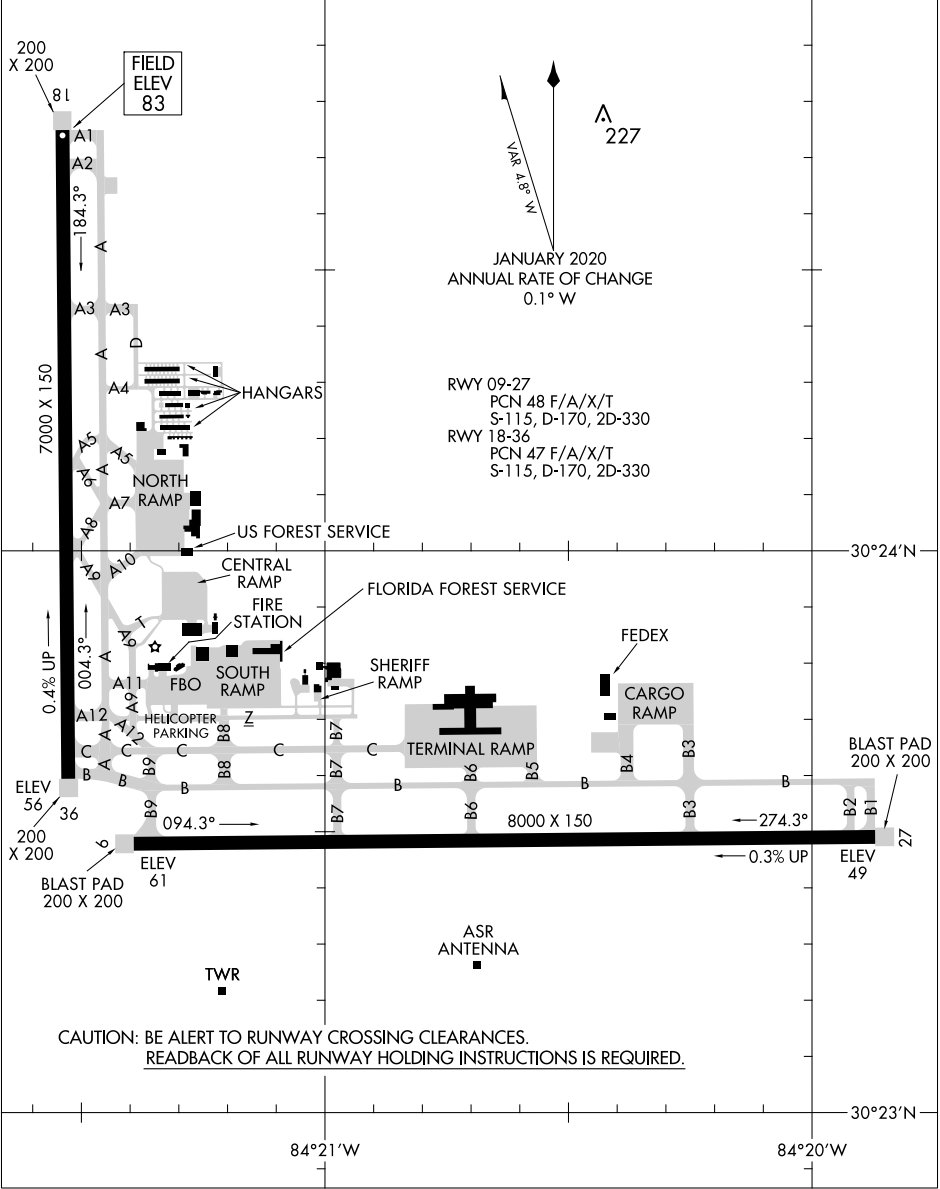 200
X 200
18
FIELD
ELEV
83
A1
A2
184.3°
A
VAR 4.8° W
227
JANUARY 2020
ANNUAL RATE OF CHANGE
0.1° W
A3
A3
D
A
A4
HANGARS
7000 X 150
RWY 09-27
PCN 48 F/A/X/T
S-115, D-170, 2D-330
RWY 18-36
PCN 47 F/A/X/T
S-115, D-170, 2D-330
A5
A5
A6
A
NORTH
RAMP
A7
A8
US FOREST SERVICE
30°24'N
A9
A10
CENTRAL
RAMP
FIRE
STATION
FLORIDA FOREST SERVICE
T
A9
FEDEX
0.4% UP
004.3°
A
A11
A9
FBO
SOUTH
RAMP
SHERIFF
RAMP
CARGO
RAMP
A12
A12
HELICOPTER
PARKING
Z
B8
B7
TERMINAL RAMP
A
C
C
C
C
C
BLAST PAD
200 X 200
A
B
B
B9
B8
B7
B6
B5
B4
B3
B
B
B
B
ELEV
56
36
200
X 200
B9
B7
B6
B3
B2
B1
094.3°
8000 X 150
274.3°
9
27
ELEV
61
0.3% UP
ELEV
49
BLAST PAD
200 X 200
ASR
ANTENNA
TWR
CAUTION: BE ALERT TO RUNWAY CROSSING CLEARANCES.
READBACK OF ALL RUNWAY HOLDING INSTRUCTIONS IS REQUIRED.
30°23'N
84°21'W
84°20'W